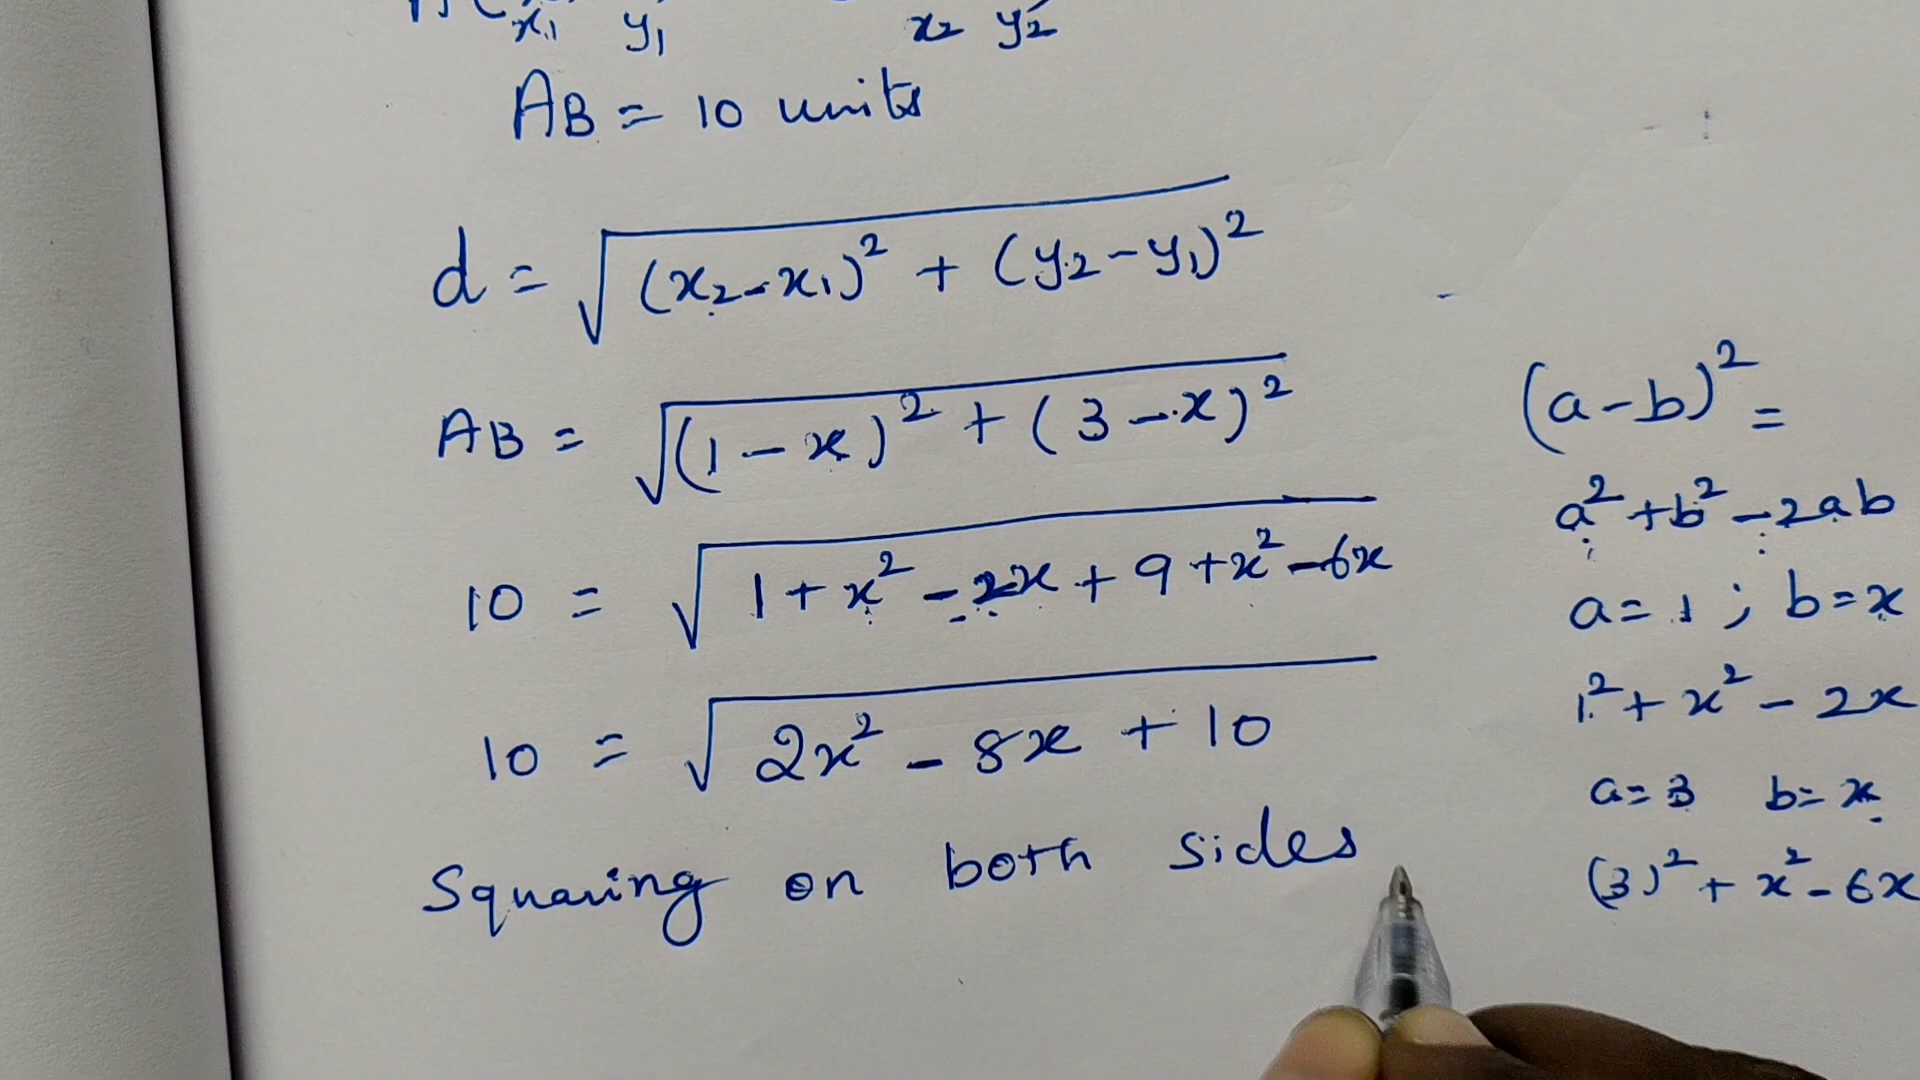 x₁ y₁ x₂ y₂
AB = 10 units
d = √((x₂-x₁)² + (y₂-y₁)²)
AB = √((1-x)² + (3-x)²)
10 = √(1+x²-2x+9+x²-6x)
10 = √(2x²-8x+10)
Squaring on both sides
(a-b)² =
a²+b²-2ab
a=1; b=x
1²+x²-2x
a=3 b=x
(3)²+x²-6x